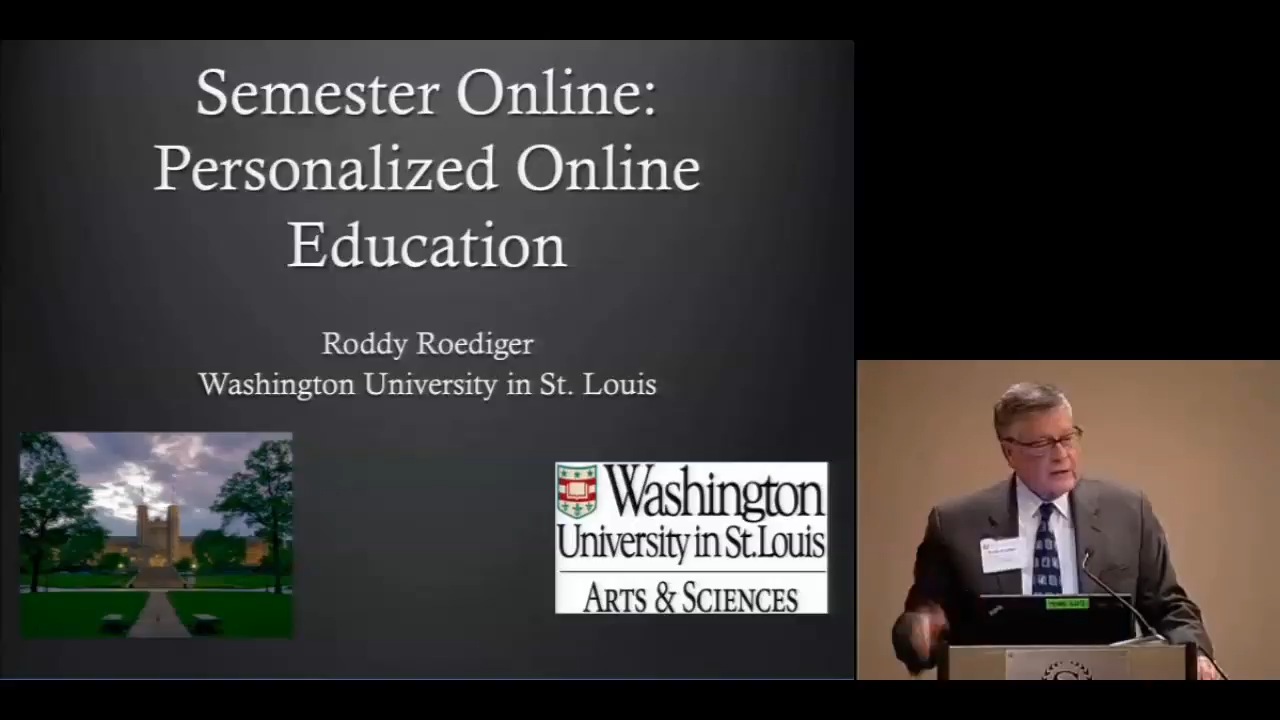 Semester Online:
Personalized Online
Education
Roddy Roediger
Washington University in St. Louis
Washington
University in St. Louis
ARTS & SCIENCES